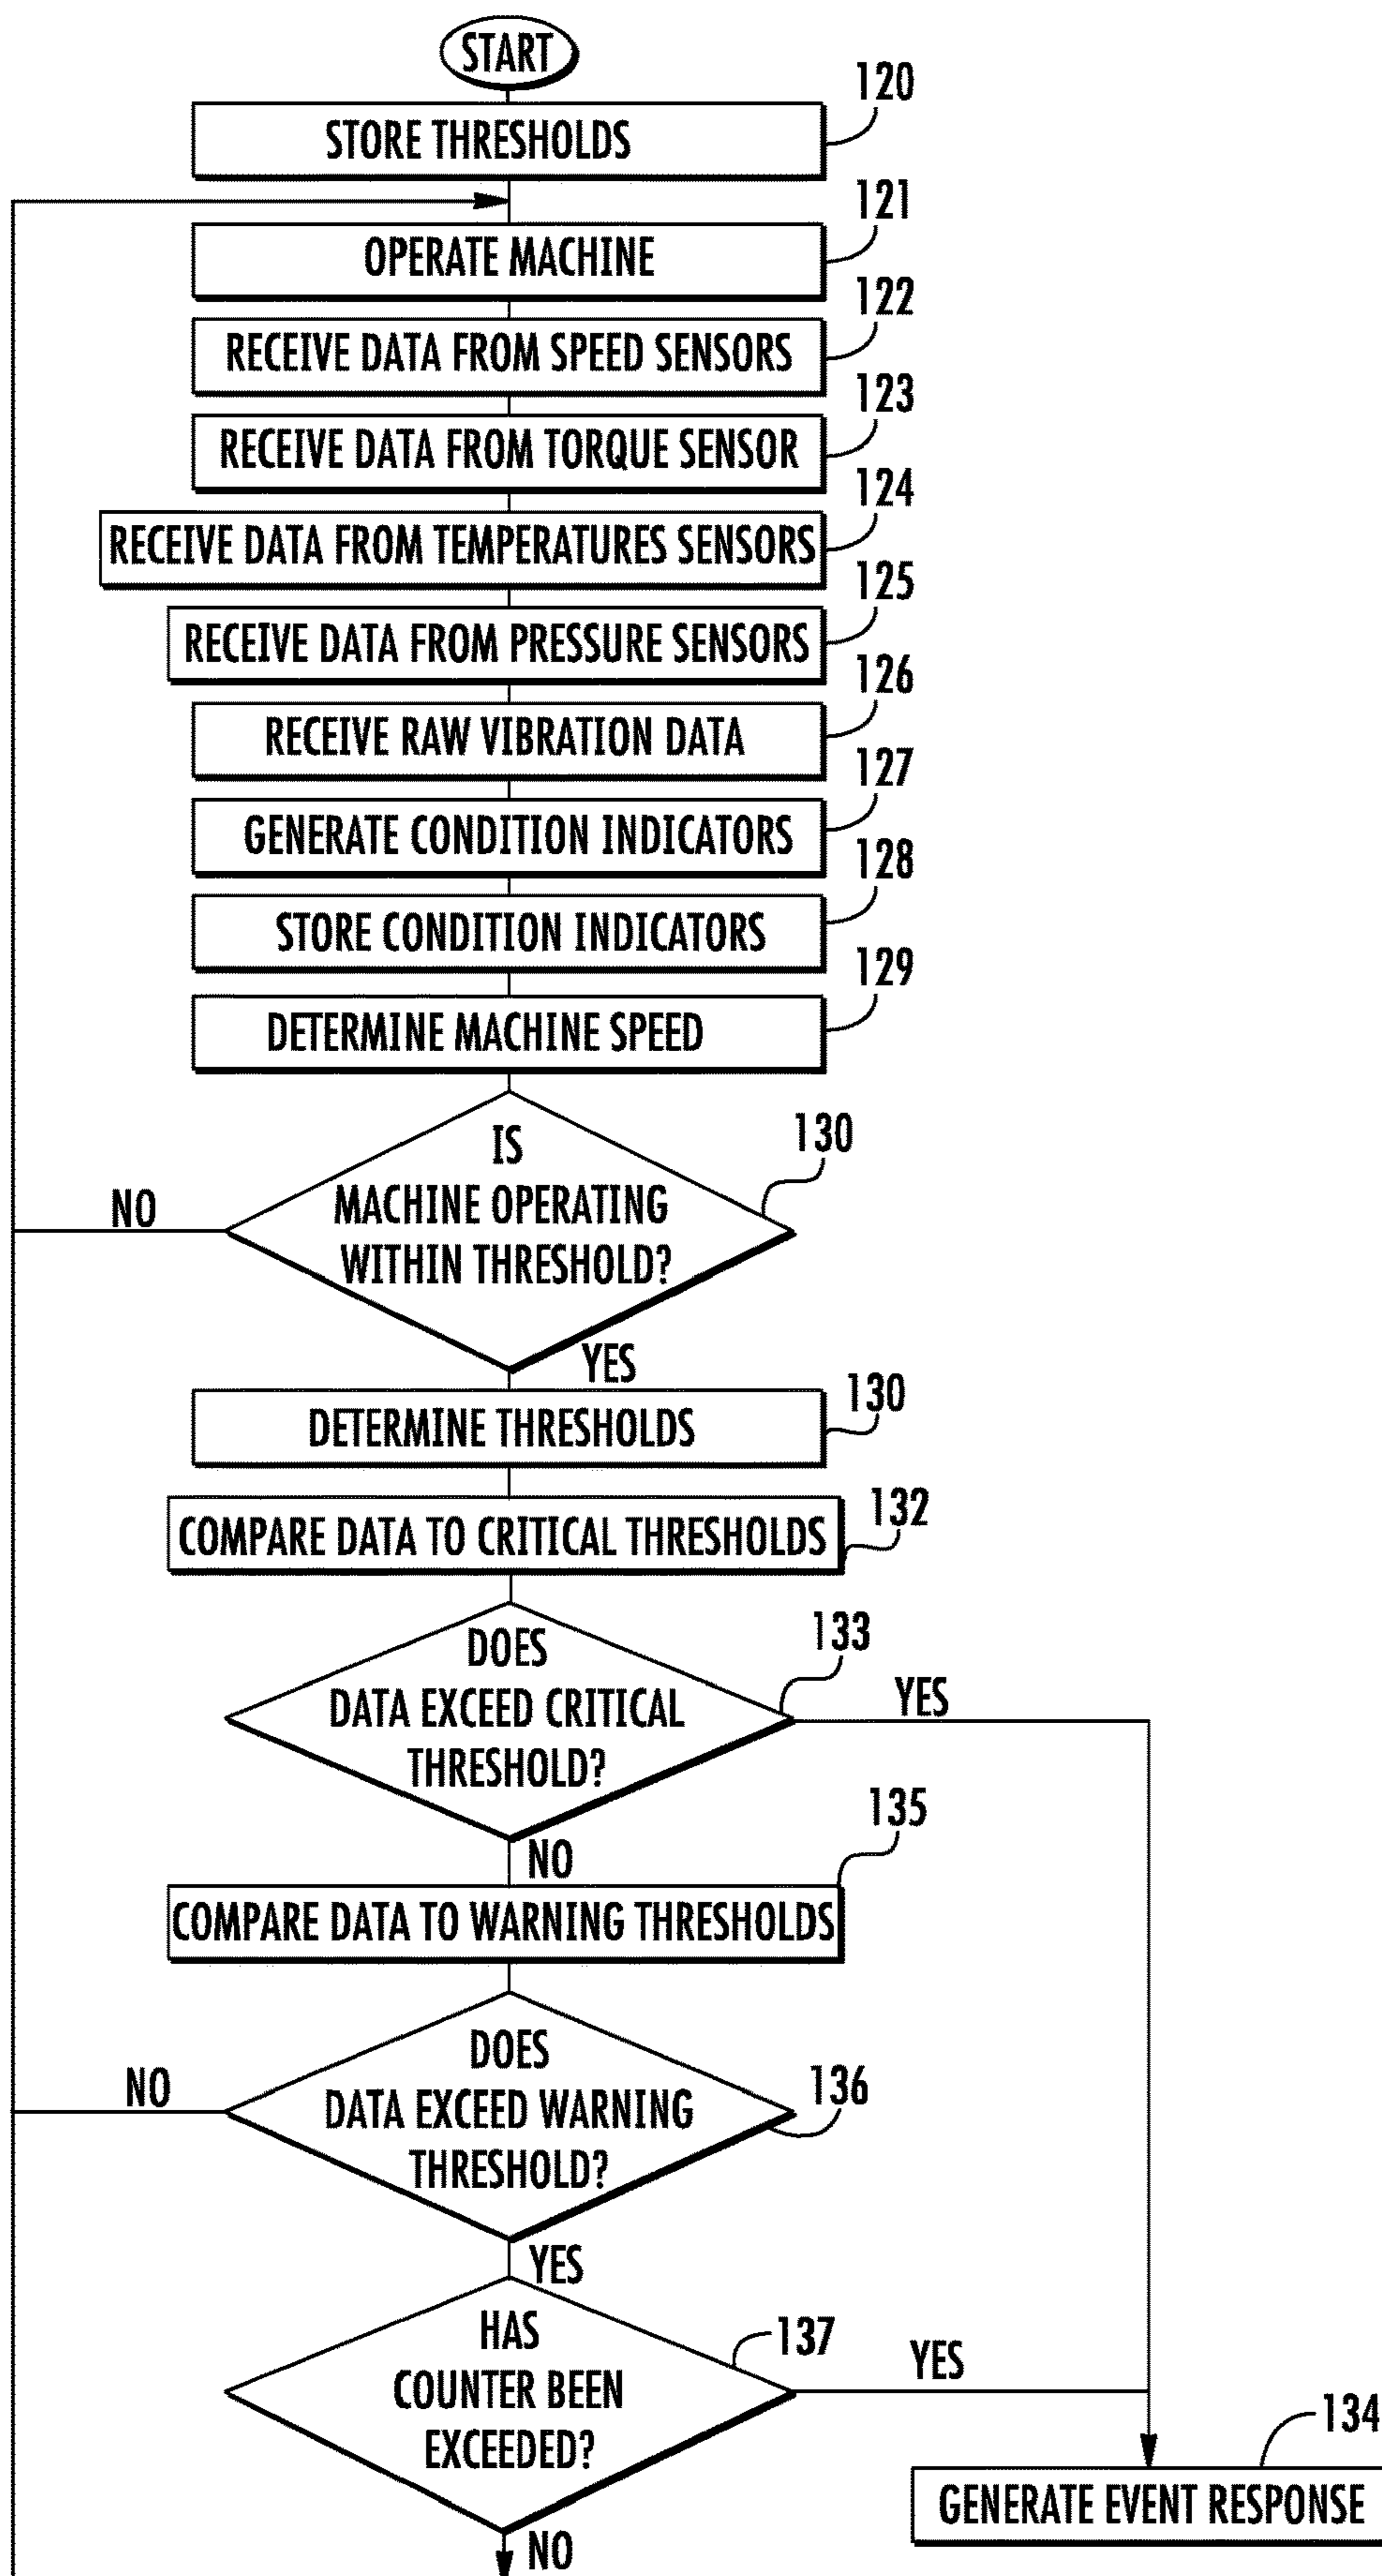 START
120
STORE THRESHOLDS
121
OPERATE MACHINE
122
RECEIVE DATA FROM SPEED SENSORS
123
RECEIVE DATA FROM TORQUE SENSOR
124
RECEIVE DATA FROM TEMPERATURES SENSORS
125
RECEIVE DATA FROM PRESSURE SENSORS
126
RECEIVE RAW VIBRATION DATA
127
GENERATE CONDITION INDICATORS
128
STORE CONDITION INDICATORS
129
DETERMINE MACHINE SPEED
130
IS
MACHINE OPERATING
WITHIN THRESHOLD?
NO
YES
130
DETERMINE THRESHOLDS
132
COMPARE DATA TO CRITICAL THRESHOLDS
133
DOES
DATA EXCEED CRITICAL
THRESHOLD?
YES
NO
135
COMPARE DATA TO WARNING THRESHOLDS
DOES
DATA EXCEED WARNING
THRESHOLD?
NO
136
YES
HAS
COUNTER BEEN
EXCEEDED?
137
YES
134
GENERATE EVENT RESPONSE
NO